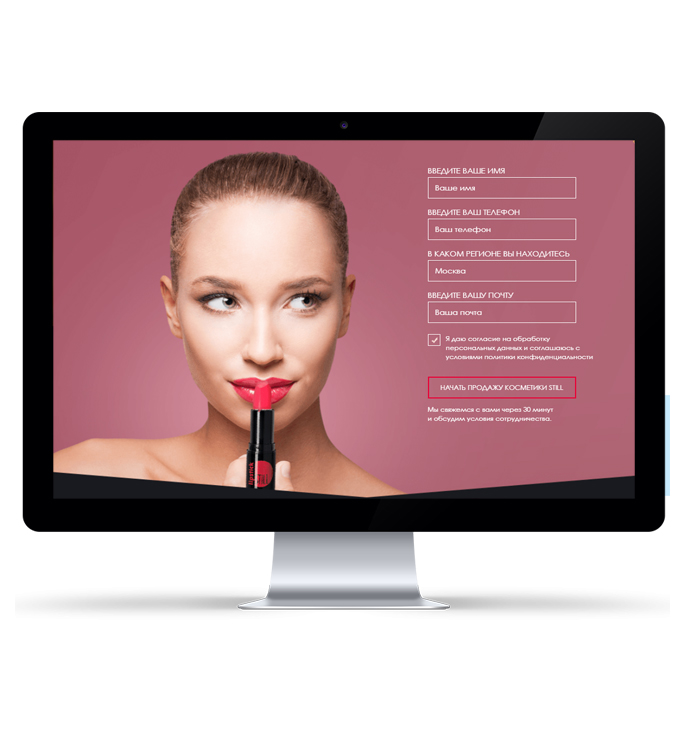 ВВЕДИТЕ ВАШЕ ИМЯ
Ваше имя
ВВЕДИТЕ ВАШ ТЕЛЕФОН
Ваш телефон
В КАКОМ РЕГИОНЕ ВЫ НАХОДИТЕСЬ
Москва
ВВЕДИТЕ ВАШУ ПОЧТУ
Ваша почта
Я даю согласие на обработку
персональных данных и соглашаюсь с
условиями политики конфиденциальности
НАЧАТЬ ПРОДАЖУ КОСМЕТИКИ STILL
Мы свяжемся с вами через 30 минут
и обсудим условия сотрудничества.
lipstick